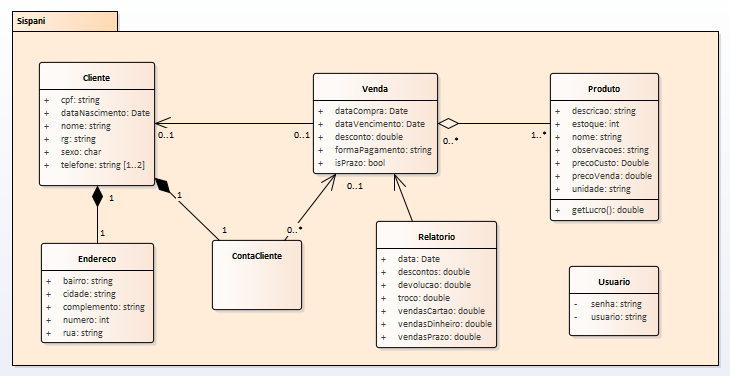 Sispani
Cliente
+ cpf: string
+ dataNascimento: Date
+ nome: string
+ rg: string
+ sexo: char
+ telefone: string [1..2]
Venda
+ dataCompra: Date
+ dataVencimento: Date
+ desconto: double
+ formaPagamento: string
+ isPrazo: bool
Produto
+ descricao: string
+ estoque: int
+ nome: string
+ observacoes: string
+ precoCusto: Double
+ precoVenda: Double
+ unidade: string
+ getLucro(): double
0..1
0..1
0..*
1..*
1
1
1
1
0..*
0..1
Endereco
+ bairro: string
+ cidade: string
+ complemento: string
+ numero: int
+ rua: string
ContaCliente
Relatorio
+ data: Date
+ descontos: double
+ devolucao: double
+ troco: double
+ vendasCartao: double
+ vendasDinheiro: double
+ vendasPrazo: double
Usuario
- senha: string
- usuario: string